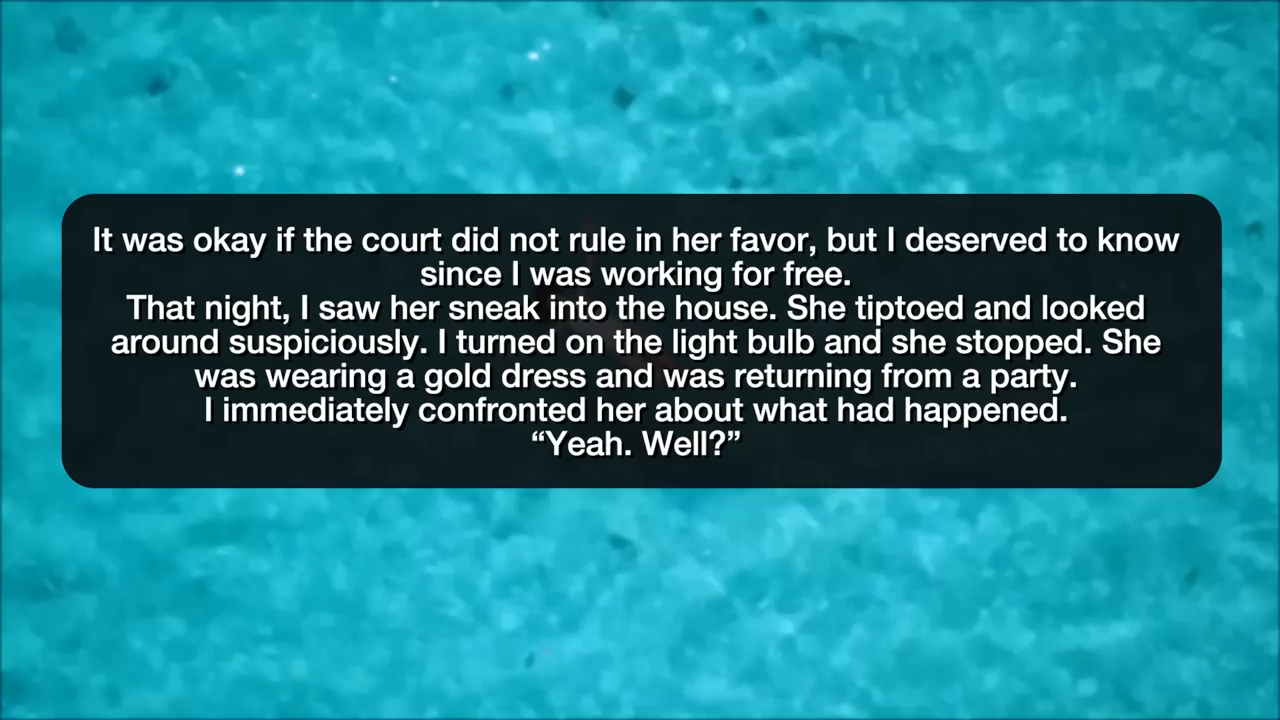 It was okay if the court did not rule in her favor, but I deserved to know
since I was working for free.
That night, I saw her sneak into the house. She tiptoed and looked
around suspiciously. I turned on the light bulb and she stopped. She
was wearing a gold dress and was returning from a party.
I immediately confronted her about what had happened.
“Yeah. Well?”